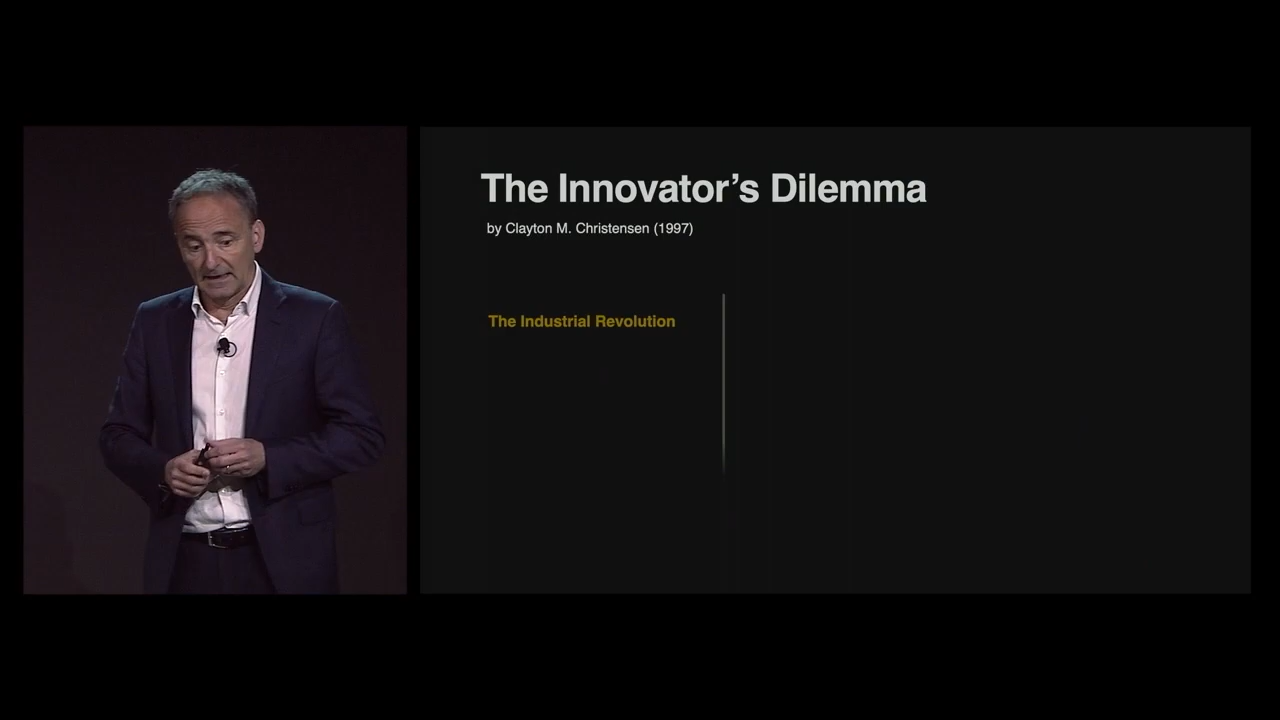 The Innovator’s Dilemma
by Clayton M. Christensen (1997)
The Industrial Revolution